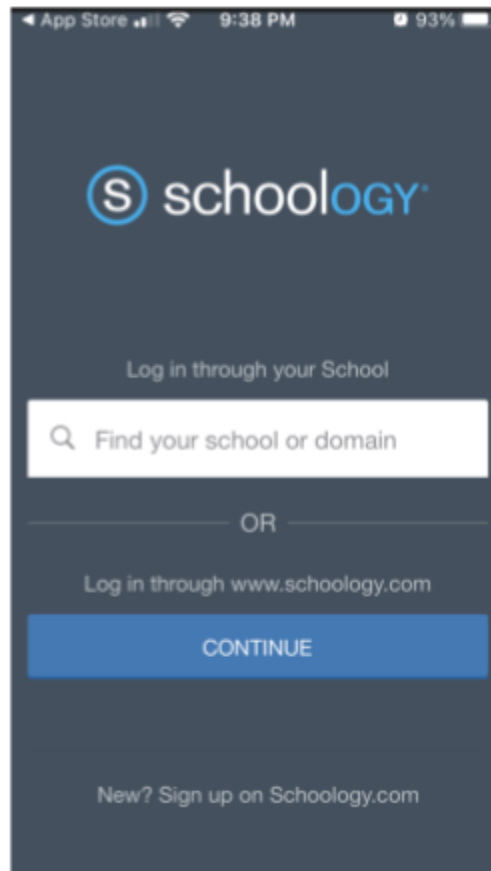 App Store 9:38 PM 93%
S schoology
Log in through your School
Find your school or domain
OR
Log in through www.schoology.com
CONTINUE
New? Sign up on Schoology.com